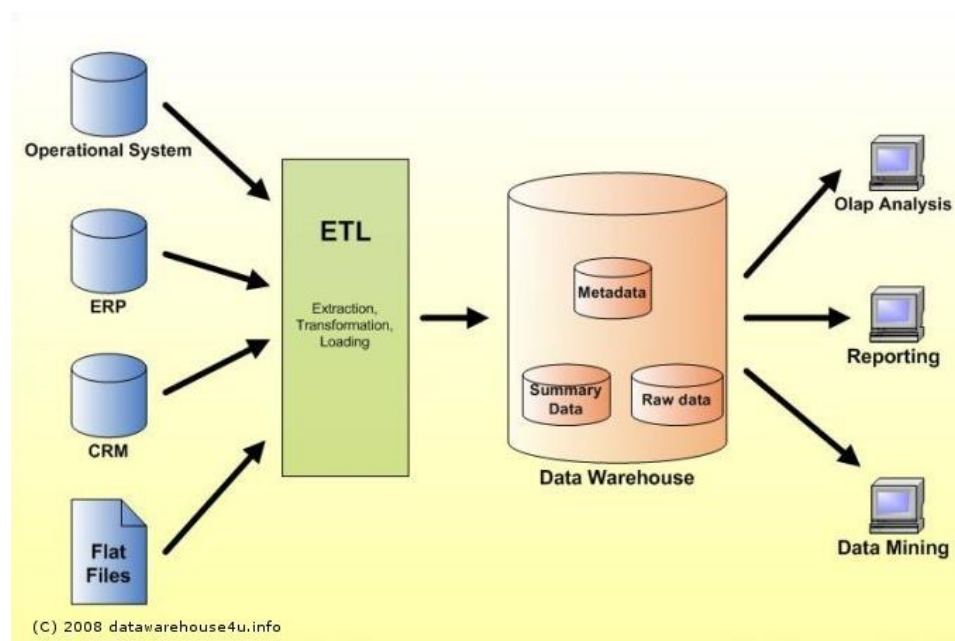 Operational System
ERP
CRM
Flat
Files
ETL
Extraction,
Transformation,
Loading
Metadata
Summary
Data
Raw data
Data Warehouse
Olap Analysis
Reporting
Data Mining
(C) 2008 datawarehouse4u.info